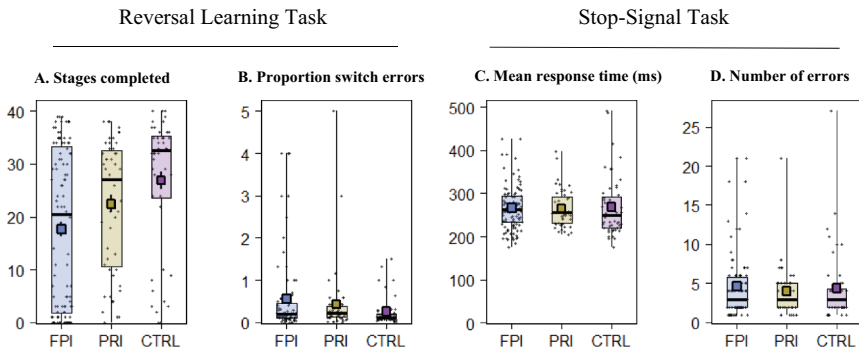 Reversal Learning Task
Stop-Signal Task
A. Stages completed
B. Proportion switch errors
C. Mean response time (ms)
D. Number of errors
40
30
20
10
0
FPI PRI CTRL
5
4
3
2
1
0
FPI PRI CTRL
500
400
300
200
100
0
FPI PRI CTRL
25
20
15
10
5
0
FPI PRI CTRL